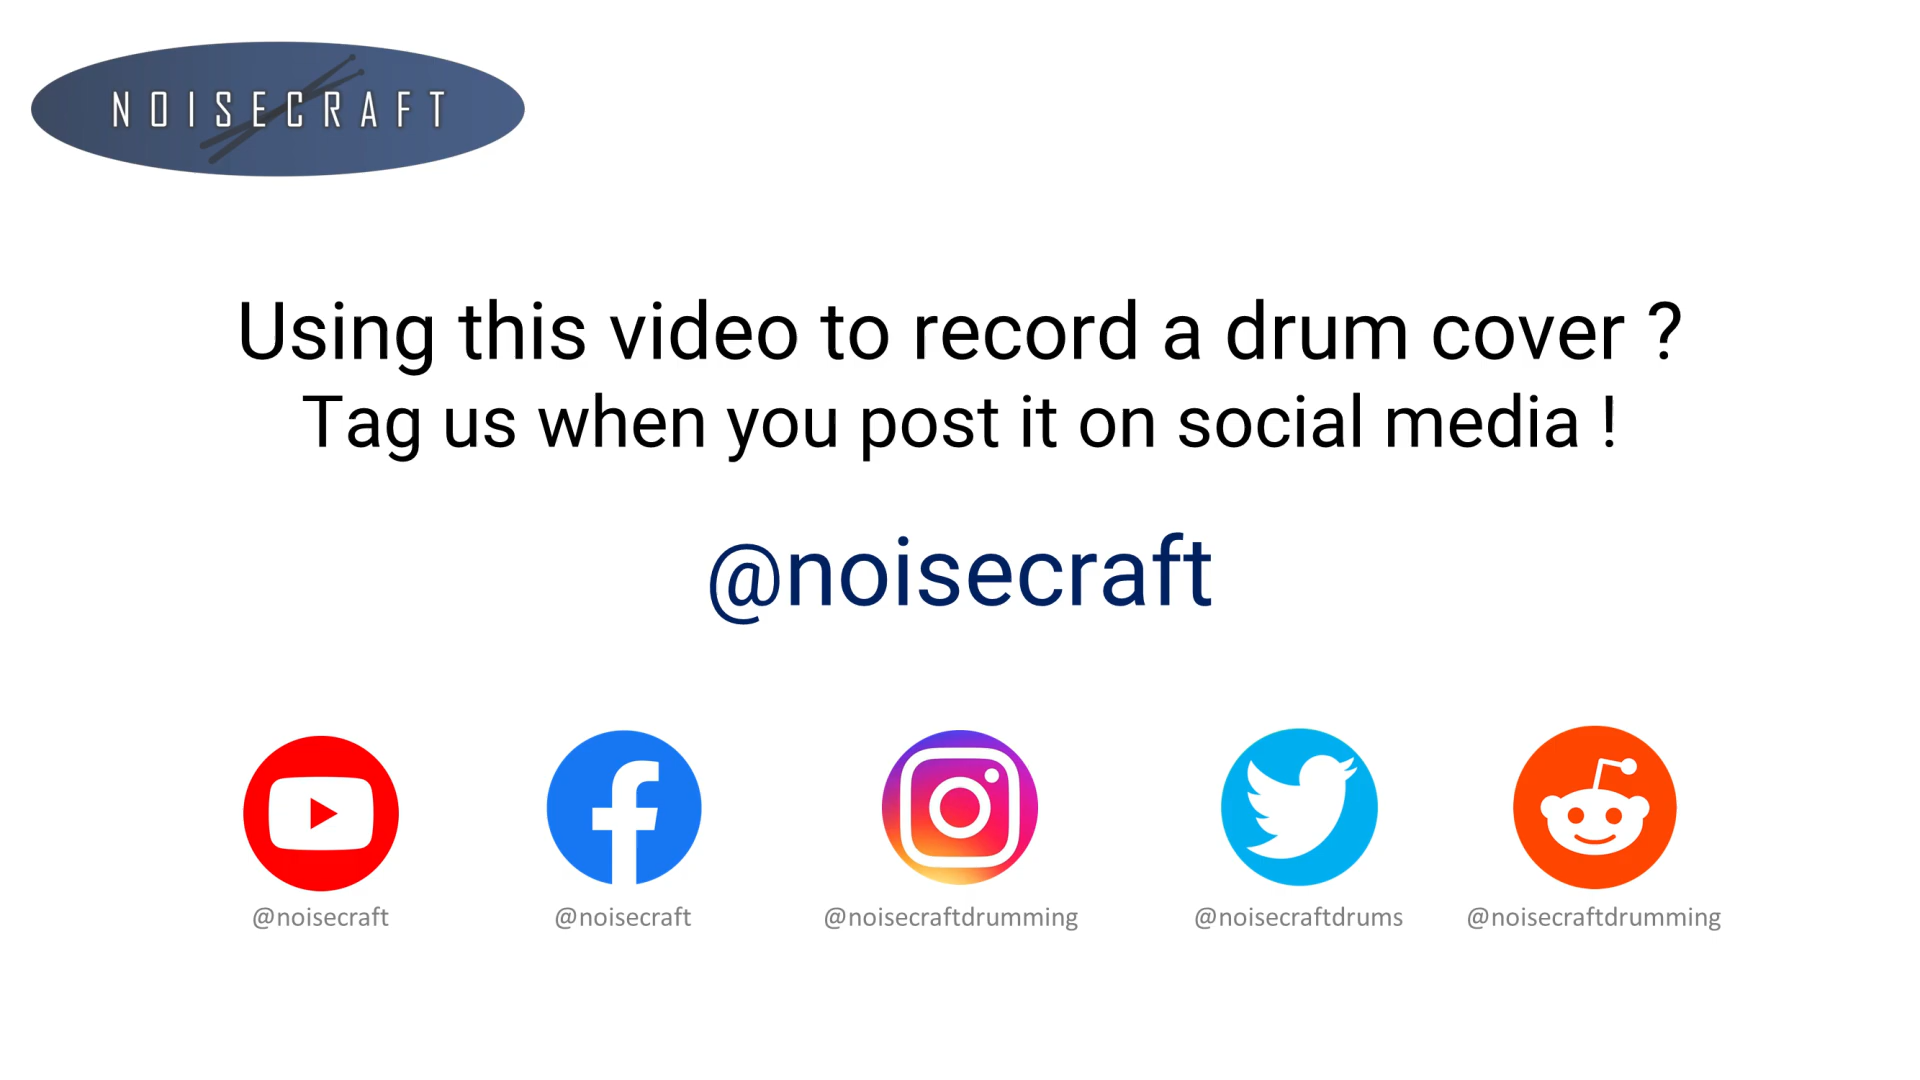 NOISECRAFT
Using this video to record a drum cover ?
Tag us when you post it on social media !
@noisecraft
@noisecraft @noisecraft @noisecraftdrumming @noisecraftdrums @noisecraftdrumming